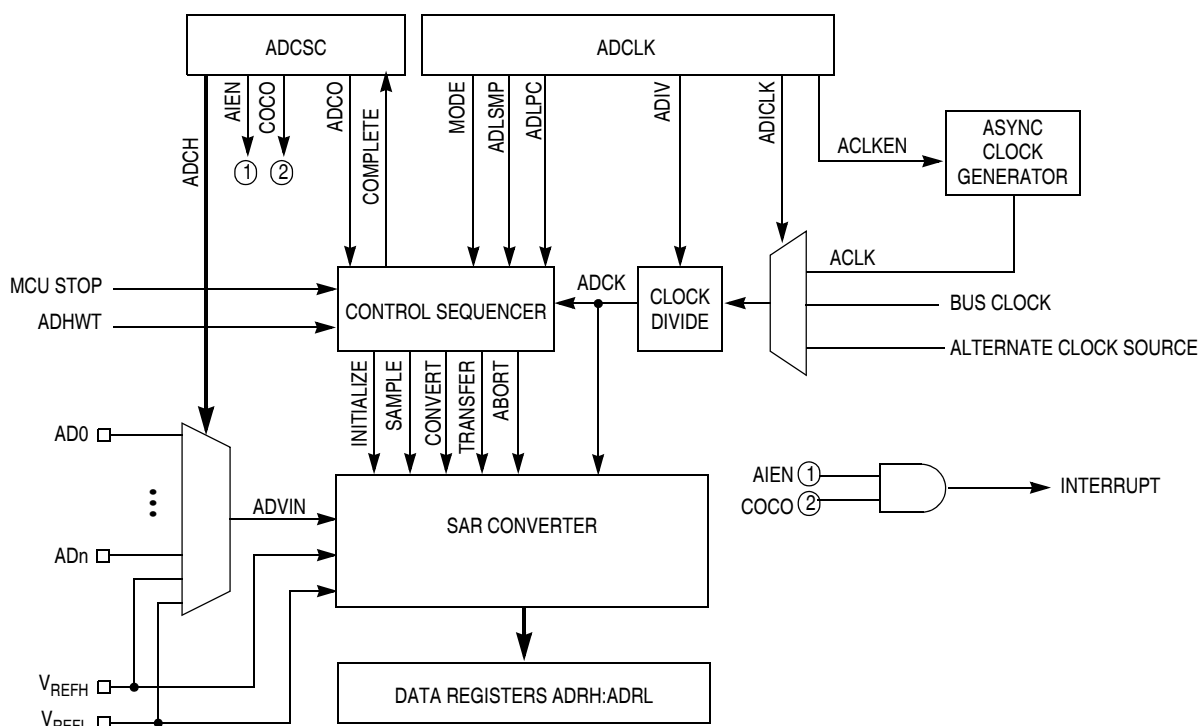 ADCSC
ADCLK
ADCH
AIEN
COCO
ADCO
COMPLETE
MODE
ADLSMP
ADLPC
ADIV
ADICLK
ACLKEN
ASYNC
CLOCK
GENERATOR
1
2
MCU STOP
ADHWT
CONTROL SEQUENCER
ADCK
CLOCK
DIVIDE
ACLK
BUS CLOCK
ALTERNATE CLOCK SOURCE
INITIALIZE
SAMPLE
CONVERT
TRANSFER
ABORT
AD0
•••
ADn
ADVIN
SAR CONVERTER
AIEN 1
COCO 2
INTERRUPT
VREFH
VREFL
DATA REGISTERS ADRH:ADRL